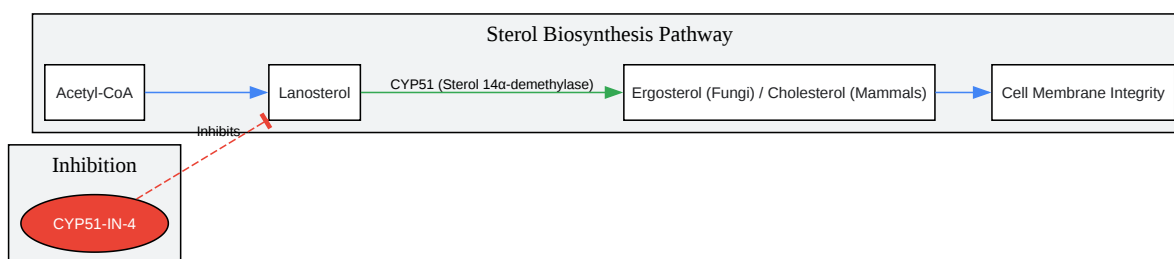 Sterol Biosynthesis Pathway
Acetyl-CoA
Lanosterol
CYP51 (Sterol 14α-demethylase)
Ergosterol (Fungi) / Cholesterol (Mammals)
Cell Membrane Integrity
Inhibits
Inhibition
CYP51-IN-4